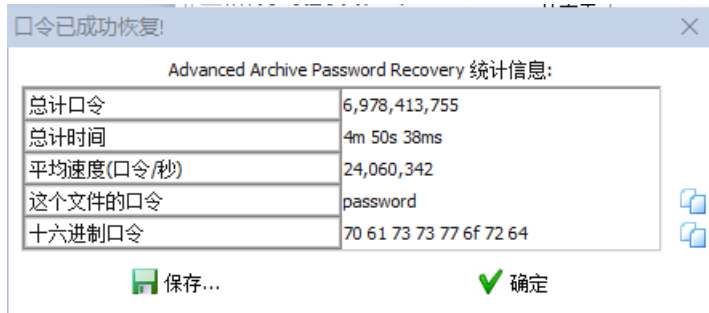 口令已成功恢复!
Advanced Archive Password Recovery 统计信息:
总计口令 6,978,413,755
总计时间 4m 50s 38ms
平均速度(口令/秒) 24,060,342
这个文件的口令 password
十六进制口令 70 61 73 73 77 6f 72 64
保存... 确定